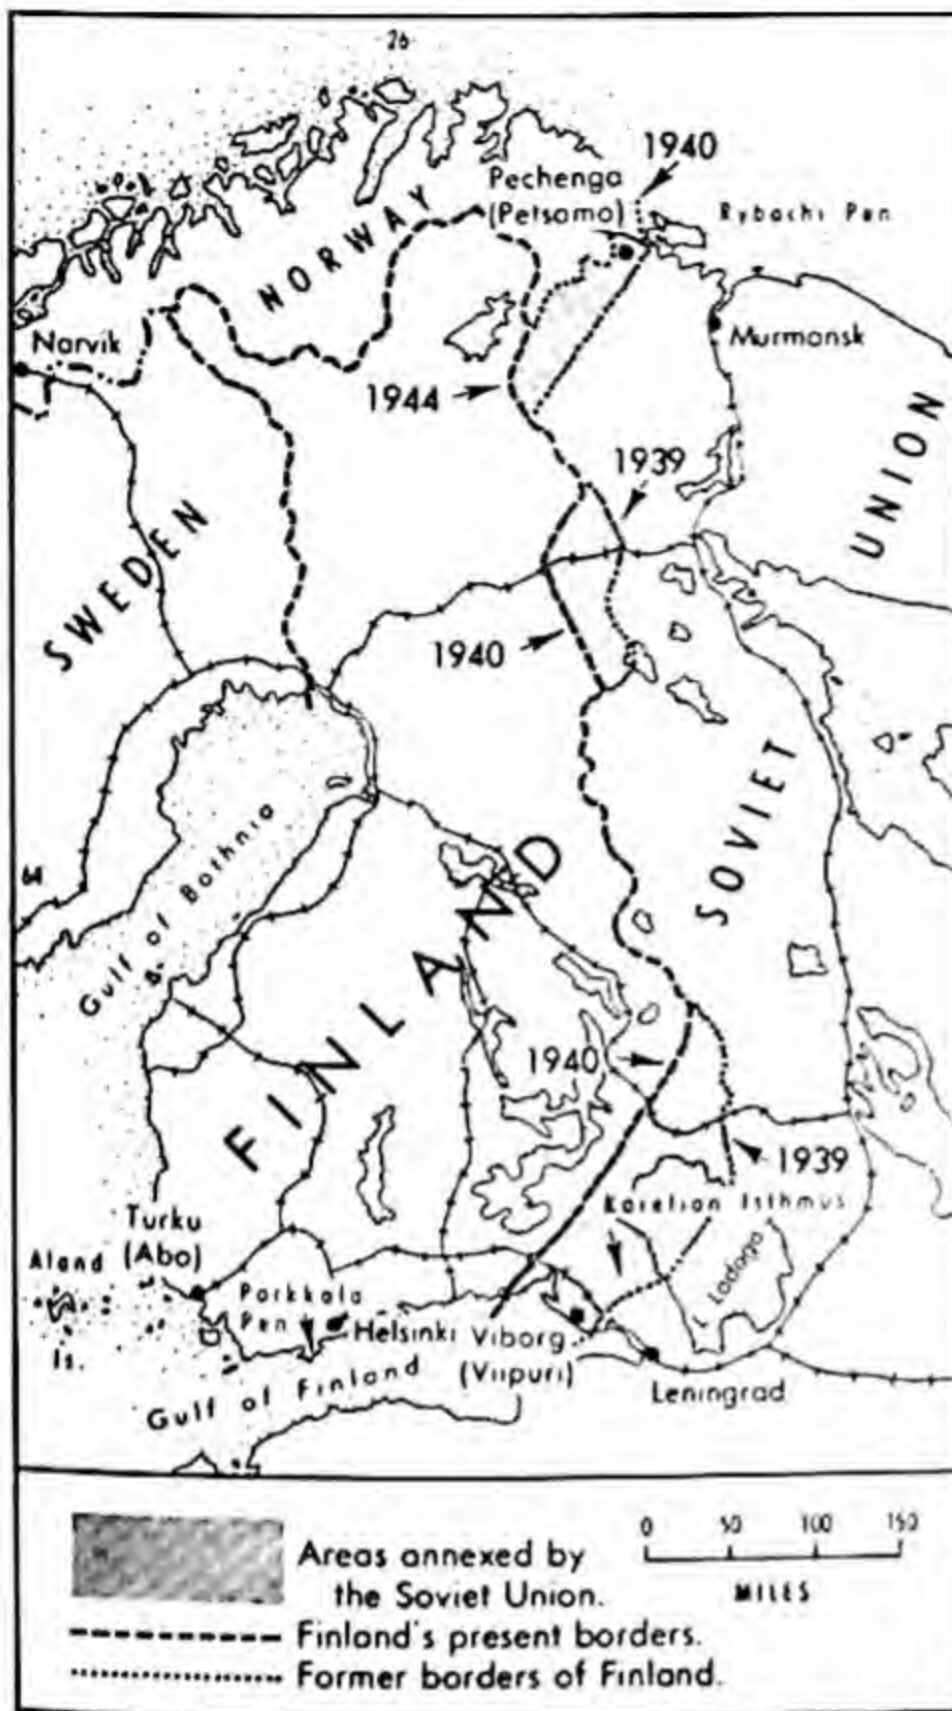 26
1940
Pechenga
(Petsamo)
Rybachi Pen
NORWAY
Narvik
Murmansk
1944
1939
UNION
SWEDEN
1940
SOVIET
64
Gulf of Bothnia
FINLAND
1940
1939
Karelian Isthmus
Turku
(Abo)
Aland
Is.
Ladoga
Porkkala
Pen
Helsinki
Viborg
(Viipuri)
Leningrad
Gulf of Finland
Areas annexed by
the Soviet Union.
0 50 100 150
MILES
Finland's present borders.
Former borders of Finland.